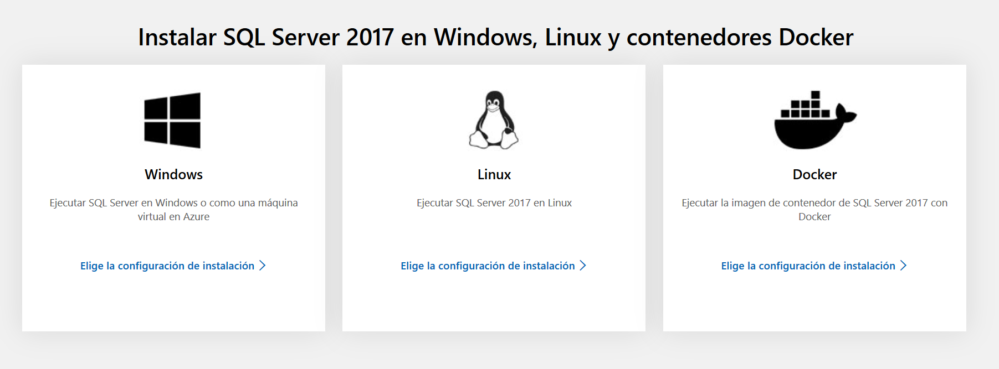 Instalar SQL Server 2017 en Windows, Linux y contenedores Docker
Windows
Ejecutar SQL Server en Windows o como una máquina
virtual en Azure
Elige la configuración de instalación
Linux
Ejecutar SQL Server 2017 en Linux
Elige la configuración de instalación
Docker
Ejecutar la imagen de contenedor de SQL Server 2017 con
Docker
Elige la configuración de instalación